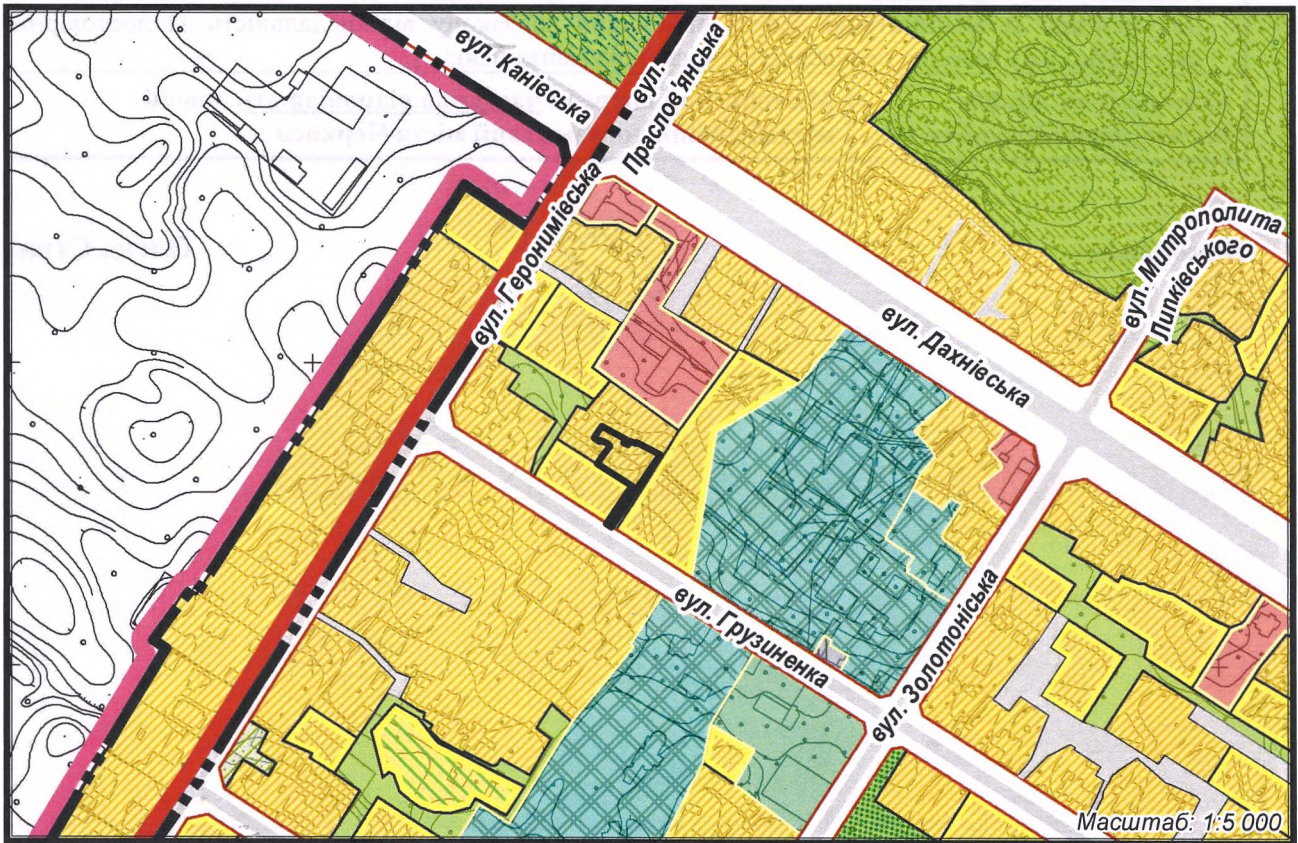 вул. Канівська
вул.
Праслов'янська
вул. Геронимівська
вул. Митрополита
Липківського
вул. Дахнівська
вул. Грузиненка
вул. Золотоніська
Масштаб: 1:5 000